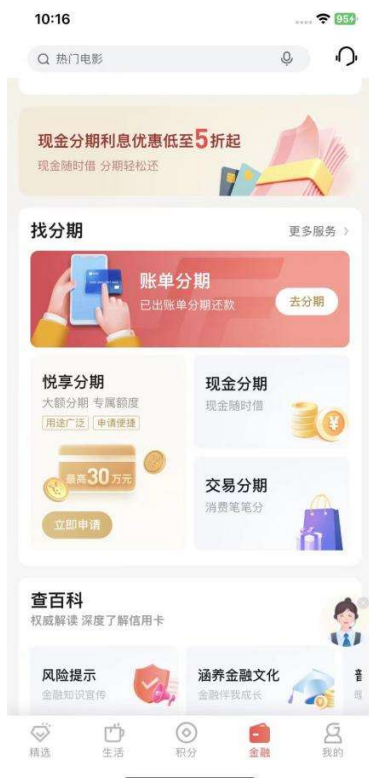 10:16
95
热门电影
现金分期利息优惠低至5折起
现金随时借 分期轻松还
找分期
更多服务
账单分期
已出账单分期还款
去分期
悦享分期
大额分期 专属额度
用途广泛 申请便捷
最高30万元
立即申请
现金分期
现金随时借
交易分期
消费笔笔分
查百科
权威解读 深度了解信用卡
风险提示
金融知识宣传
涵养金融文化
金融伴我成长
精选 生活 积分 金融 我的